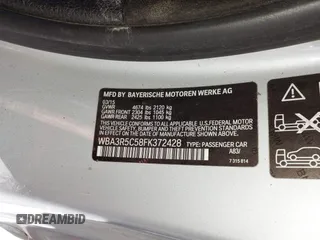 MFD BY BAYERISCHE MOTOREN WERKE AG
03/15
GVWR 4674 lbs 2120 kg
GAWR FRONT 2304 lbs 1045 kg
GAWR REAR 2425 lbs 1100 kg
THIS VEHICLE CONFORMS TO ALL APPLICABLE
FEDERAL MOTOR VEHICLE SAFETY,
BUMPER, AND THEFT PREVENTION
STANDARDS IN EFFECT ON THE DATE OF
MANUFACTURE SHOWN ABOVE.
WBA3R5C58FK372428 TYPE: PASSENGER CAR
A83/
7 315 814
DREAMBID